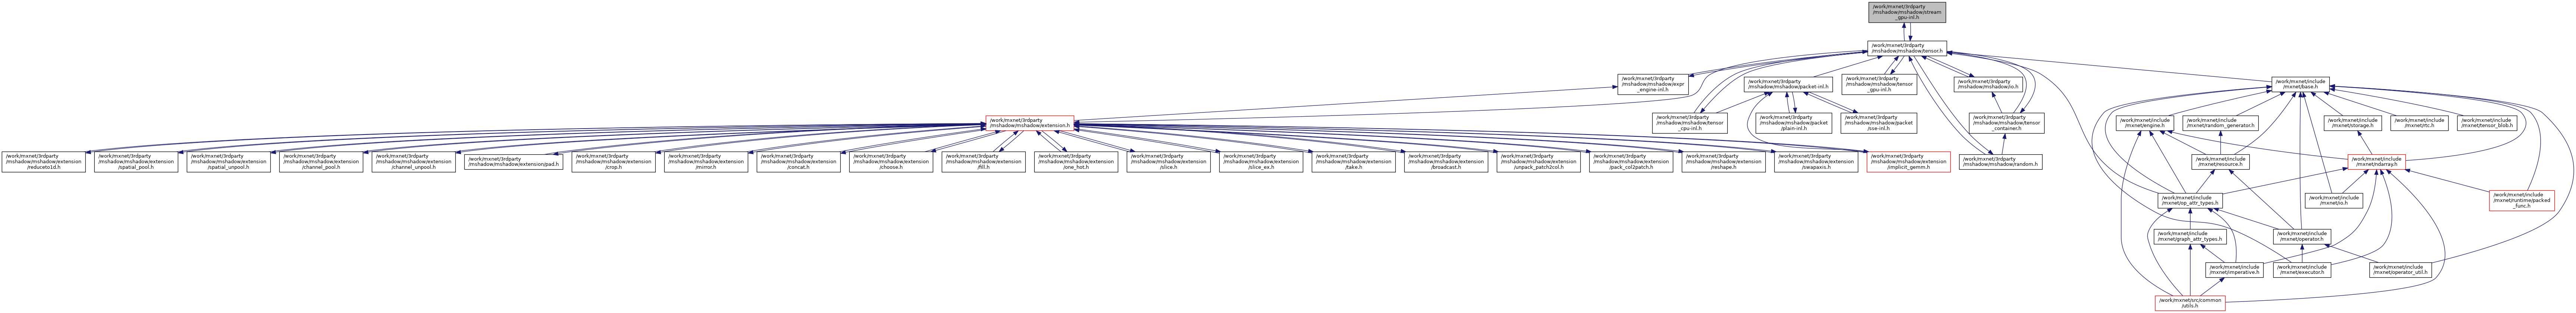 /work/mxnet/3rdparty
/mshadow/mshadow/stream
_gpu-inl.h
/work/mxnet/3rdparty
/mshadow/mshadow/tensor.h
/work/mxnet/3rdparty
/mshadow/mshadow/expr
_engine-inl.h
/work/mxnet/3rdparty
/mshadow/mshadow/packet-inl.h
/work/mxnet/3rdparty
/mshadow/mshadow/tensor
_gpu-inl.h
/work/mxnet/3rdparty
/mshadow/mshadow/io.h
/work/mxnet/include
/mxnet/base.h
/work/mxnet/3rdparty
/mshadow/mshadow/extension.h
/work/mxnet/3rdparty
/mshadow/mshadow/tensor
_cpu-inl.h
/work/mxnet/3rdparty
/mshadow/mshadow/packet
/plain-inl.h
/work/mxnet/3rdparty
/mshadow/mshadow/packet
/sse-inl.h
/work/mxnet/3rdparty
/mshadow/mshadow/tensor
_container.h
/work/mxnet/include
/mxnet/engine.h
/work/mxnet/include
/mxnet/random_generator.h
/work/mxnet/include
/mxnet/storage.h
/work/mxnet/include
/mxnet/rtc.h
/work/mxnet/include
/mxnet/tensor_blob.h
/work/mxnet/3rdparty
/mshadow/mshadow/extension
/reduceto1d.h
/work/mxnet/3rdparty
/mshadow/mshadow/extension
/spatial_pool.h
/work/mxnet/3rdparty
/mshadow/mshadow/extension
/spatial_unpool.h
/work/mxnet/3rdparty
/mshadow/mshadow/extension
/channel_pool.h
/work/mxnet/3rdparty
/mshadow/mshadow/extension
/channel_unpool.h
/work/mxnet/3rdparty
/mshadow/mshadow/extension/pad.h
/work/mxnet/3rdparty
/mshadow/mshadow/extension
/crop.h
/work/mxnet/3rdparty
/mshadow/mshadow/extension
/mirror.h
/work/mxnet/3rdparty
/mshadow/mshadow/extension
/concat.h
/work/mxnet/3rdparty
/mshadow/mshadow/extension
/choose.h
/work/mxnet/3rdparty
/mshadow/mshadow/extension
/fill.h
/work/mxnet/3rdparty
/mshadow/mshadow/extension
/one_hot.h
/work/mxnet/3rdparty
/mshadow/mshadow/extension
/slice.h
/work/mxnet/3rdparty
/mshadow/mshadow/extension
/slice_ex.h
/work/mxnet/3rdparty
/mshadow/mshadow/extension
/take.h
/work/mxnet/3rdparty
/mshadow/mshadow/extension
/broadcast.h
/work/mxnet/3rdparty
/mshadow/mshadow/extension
/unpack_patch2col.h
/work/mxnet/3rdparty
/mshadow/mshadow/extension
/pack_col2patch.h
/work/mxnet/3rdparty
/mshadow/mshadow/extension
/reshape.h
/work/mxnet/3rdparty
/mshadow/mshadow/extension
/swapaxis.h
/work/mxnet/3rdparty
/mshadow/mshadow/extension
/implicit_gemm.h
/work/mxnet/3rdparty
/mshadow/mshadow/random.h
/work/mxnet/include
/mxnet/resource.h
/work/mxnet/include
/mxnet/ndarray.h
/work/mxnet/include
/mxnet/op_attr_types.h
/work/mxnet/include
/mxnet/io.h
/work/mxnet/include
/mxnet/runtime/packed
_func.h
/work/mxnet/include
/mxnet/graph_attr_types.h
/work/mxnet/include
/mxnet/operator.h
/work/mxnet/include
/mxnet/imperative.h
/work/mxnet/include
/mxnet/executor.h
/work/mxnet/include
/mxnet/operator_util.h
/work/mxnet/src/common
/utils.h